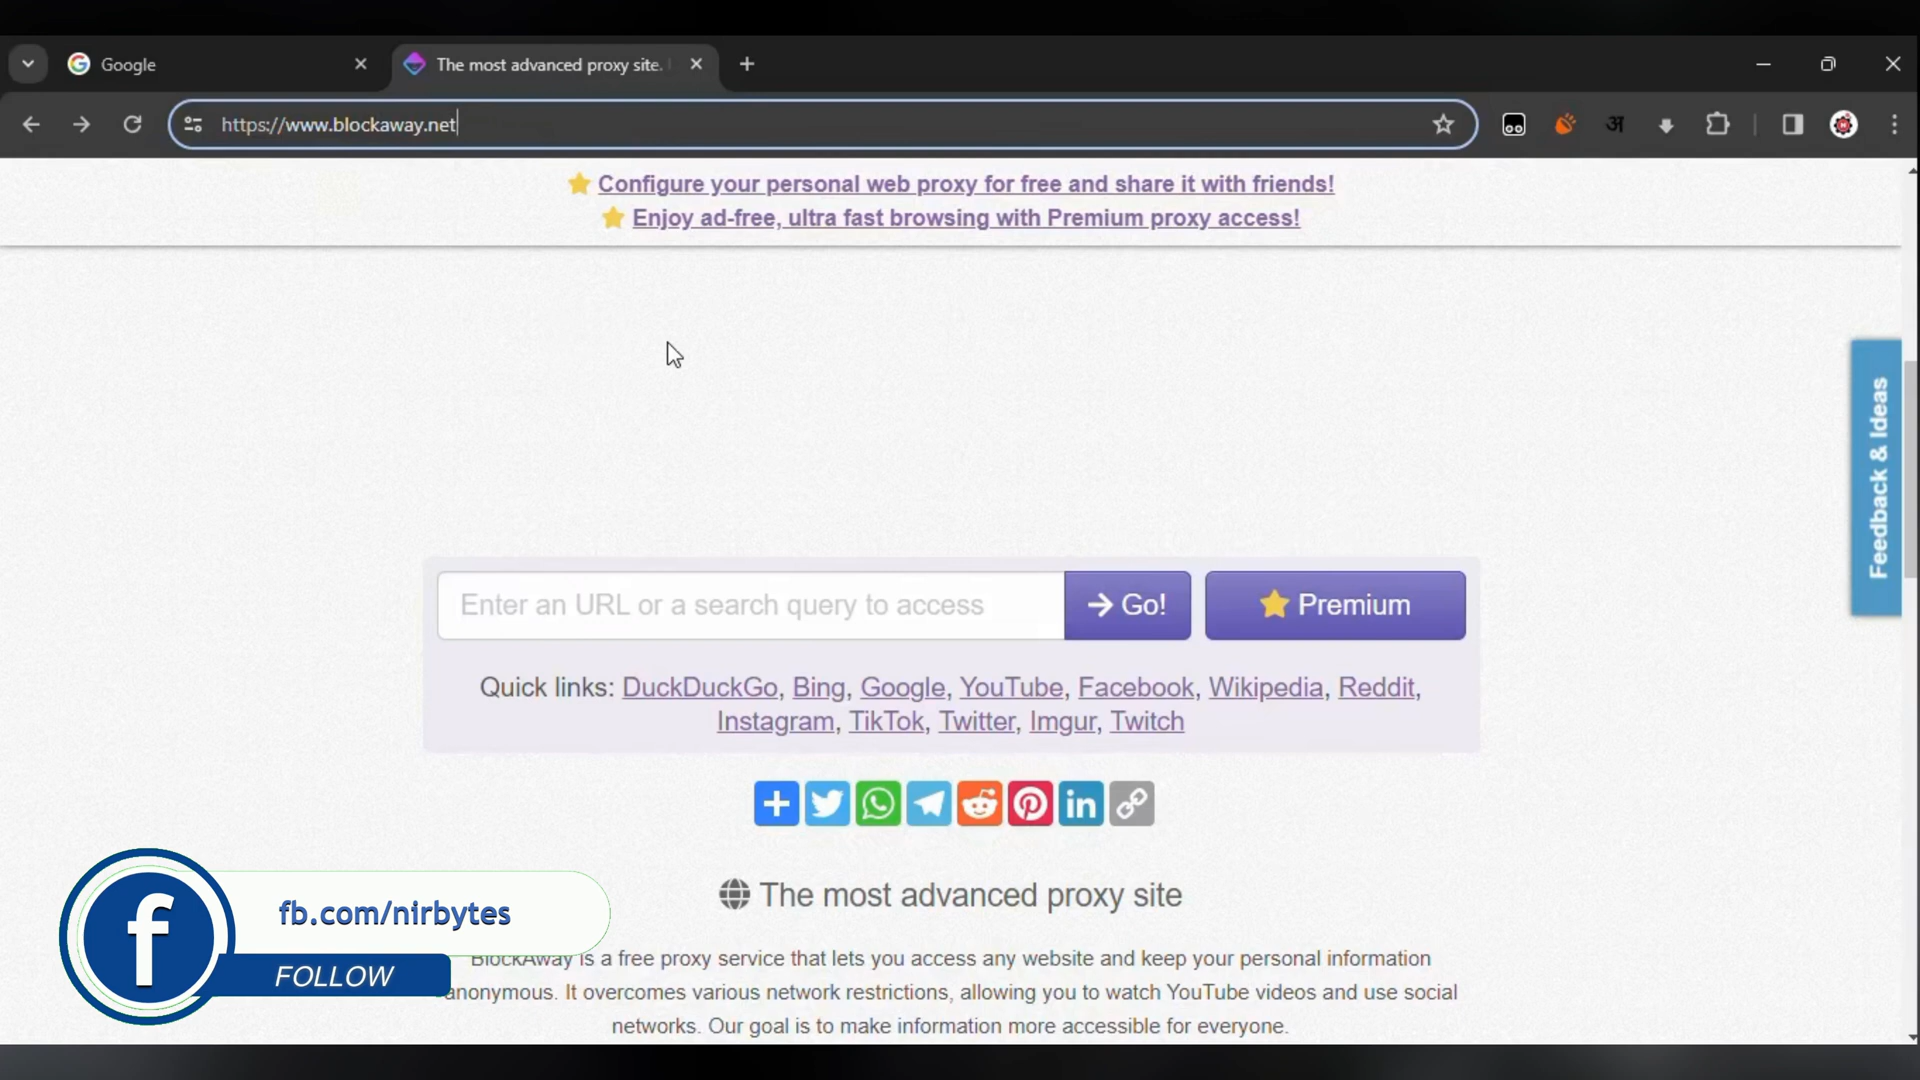 Google
The most advanced proxy site.
https://www.blockaway.net
अ
Configure your personal web proxy for free and share it with friends!
Enjoy ad-free, ultra fast browsing with Premium proxy access!
Feedback & Ideas
Enter an URL or a search query to access
Go!
Premium
Quick links: DuckDuckGo, Bing, Google, YouTube, Facebook, Wikipedia, Reddit,
Instagram, TikTok, Twitter, Imgur, Twitch
The most advanced proxy site
fb.com/nirbytes
FOLLOW
BlockAway is a free proxy service that lets you access any website and keep your personal information
anonymous. It overcomes various network restrictions, allowing you to watch YouTube videos and use social
networks. Our goal is to make information more accessible for everyone.